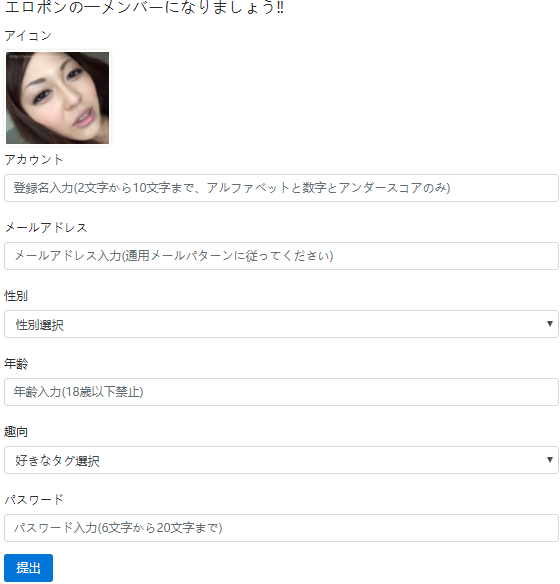 エロポンの一メンバーになりましょう!!
アイコン
アカウント
登録名入力(2文字から10文字まで、アルファベットと数字とアンダースコアのみ)
メールアドレス
メールアドレス入力(通用メールパターンに従ってください)
性別
性別選択
年齢
年齢入力(18歳以下禁止)
趣向
好きなタグ選択
パスワード
パスワード入力(6文字から20文字まで)
提出